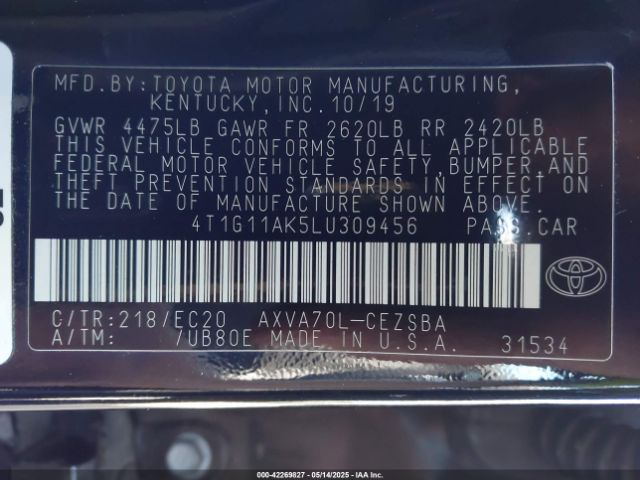 MFD.BY:TOYOTA MOTOR MANUFACTURING,
KENTUCKY,INC.10/19
GVWR 4475LB GAWR FR 2620LB RR 2420LB
THIS VEHICLE CONFORMS TO ALL APPLICABLE
FEDERAL MOTOR VEHICLE SAFETY,BUMPER,AND
THEFT PREVENTION STANDARDS IN EFFECT ON
THE DATE OF MANUFACTURE SHOWN ABOVE.
4T1G11AK5LU309456 PASS.CAR
C/TR:218/EC20 AXVA70L-CEZSBA
A/TM: /UB80E MADE IN U.S.A. 31534
000-42269827 - 05/14/2025 - IAA Inc.